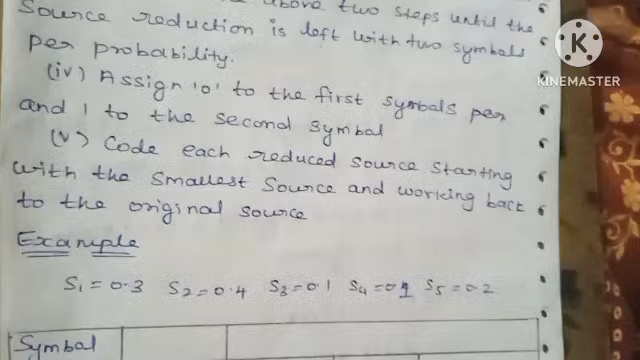 above two steps until the
Source reduction is left with two symbols
per probability.
(iv) Assign '0' to the first symbols per
and 1 to the second symbol
(v) Code each reduced source starting
with the smallest source and working back
to the original source
Example
S1 = 0.3 S2 = 0.4 S3 = 0.1 S4 = 0.1 S5 = 0.2
Symbol
KINEMASTER